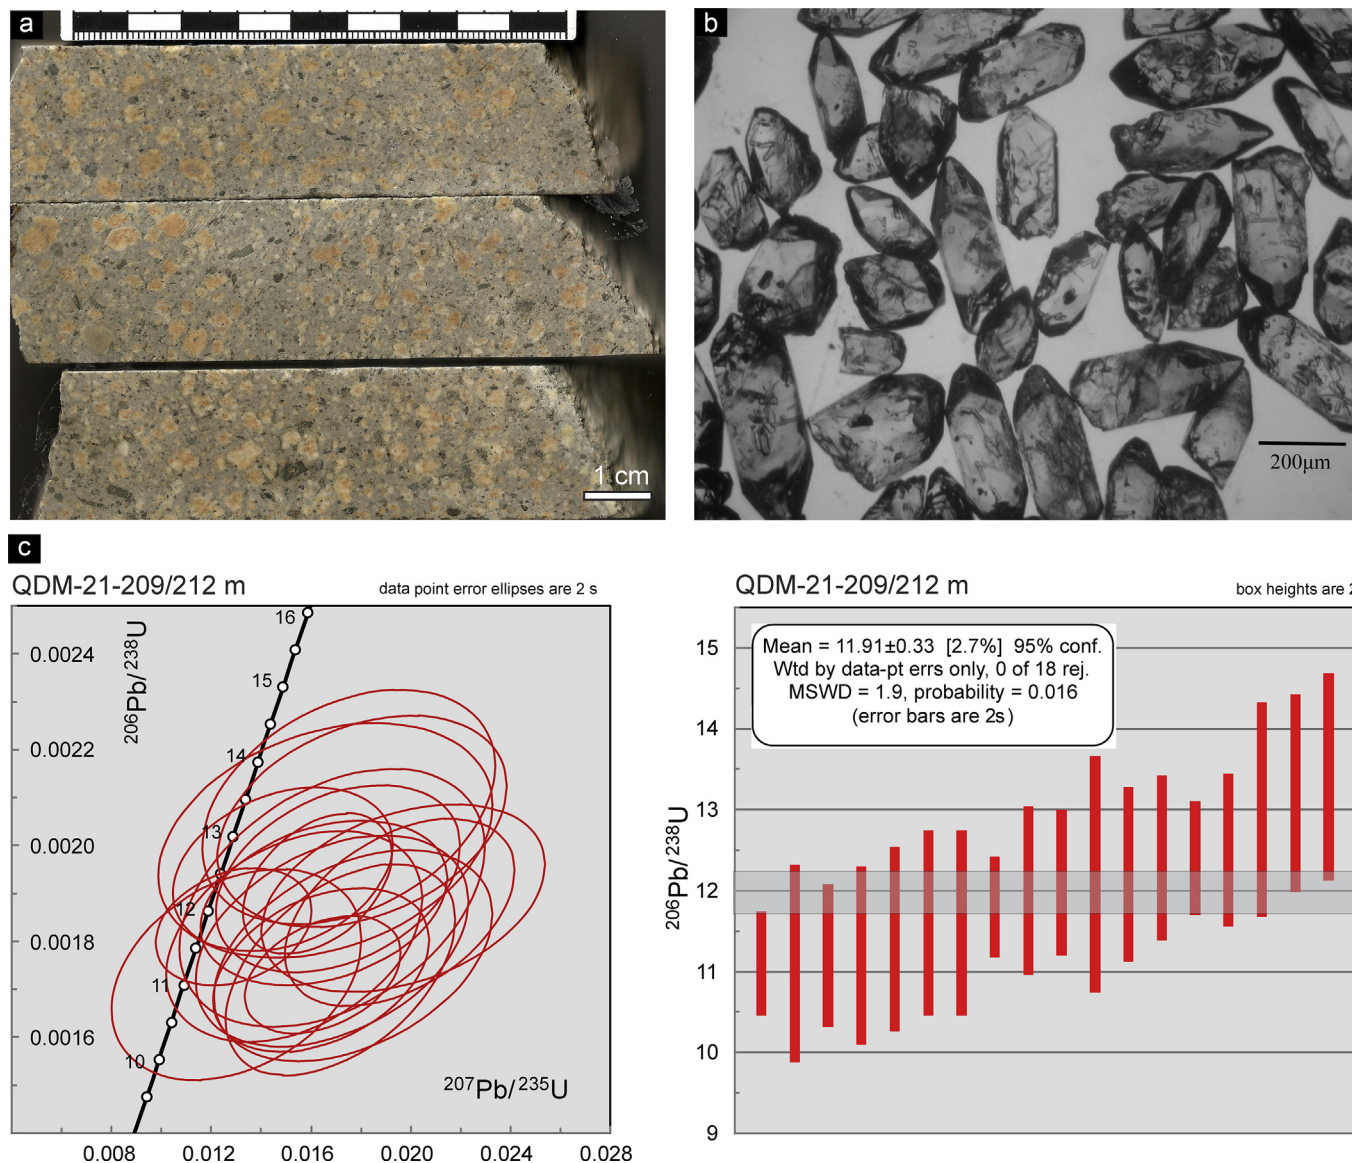 a
1 cm
b
200μm
c
QDM-21-209/212 m
data point error ellipses are 2 s
206Pb/238U
0.0024
0.0022
0.0020
0.0018
0.0016
16
15
14
13
12
11
10
207Pb/235U
0.008
0.012
0.016
0.020
0.024
0.028
QDM-21-209/212 m
box heights are 2
206Pb/238U
15
14
13
12
11
10
9
Mean = 11.91±0.33 [2.7%] 95% conf.
Wtd by data-pt errs only, 0 of 18 rej.
MSWD = 1.9, probability = 0.016
(error bars are 2s)